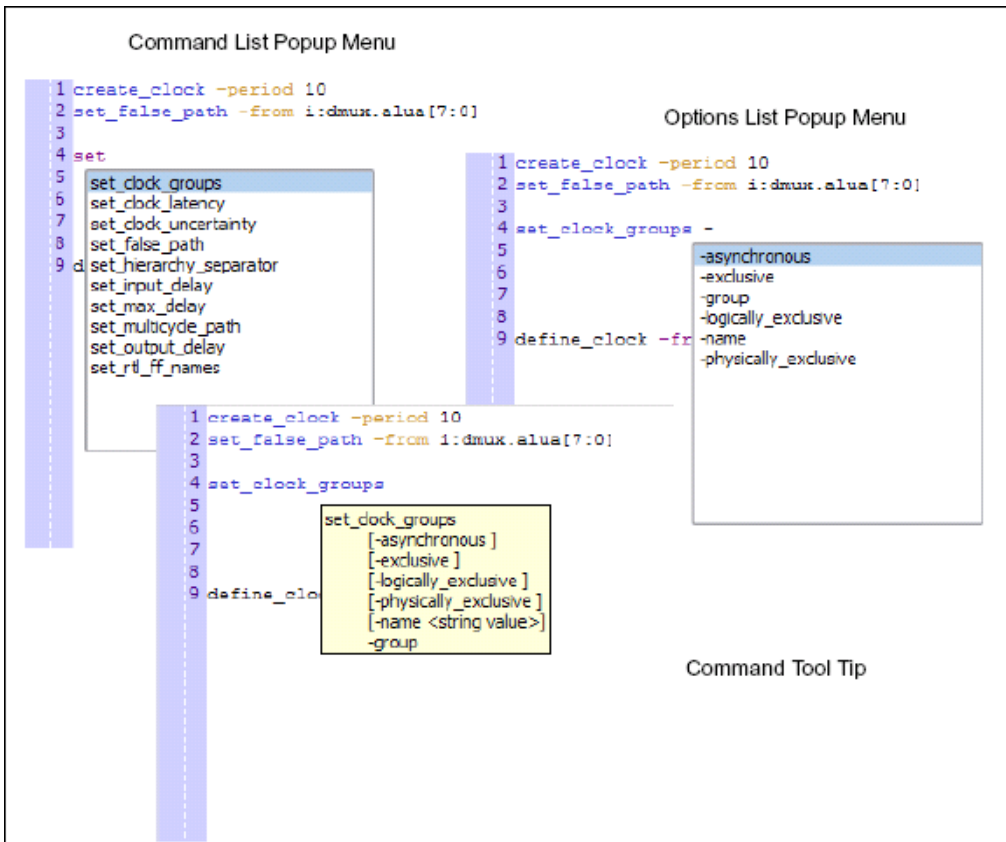 Command List Popup Menu
1 create_clock -period 10
2 set_false_path -from i:dmux.alua[7:0]
3
4 set
5
6
7
8
9 d
set_clock_groups
set_clock_latency
set_clock_uncertainty
set_false_path
set_hierarchy_separator
set_input_delay
set_max_delay
set_multicycle_path
set_output_delay
set_rtl_ff_names
Options List Popup Menu
1 create_clock -period 10
2 set_false_path -from i:dmux.alua[7:0]
3
4 set_clock_groups -
5
6
7
8
9 define_clock -fr
-asynchronous
-exclusive
-group
-logically_exclusive
-name
-physically_exclusive
1 create_clock -period 10
2 set_false_path -from i:dmux.alua[7:0]
3
4 set_clock_groups
5
6
7
8
9 define_clo
set_clock_groups
[-asynchronous ]
[-exclusive ]
[-logically_exclusive ]
[-physically_exclusive ]
[-name <string value>]
-group
Command Tool Tip